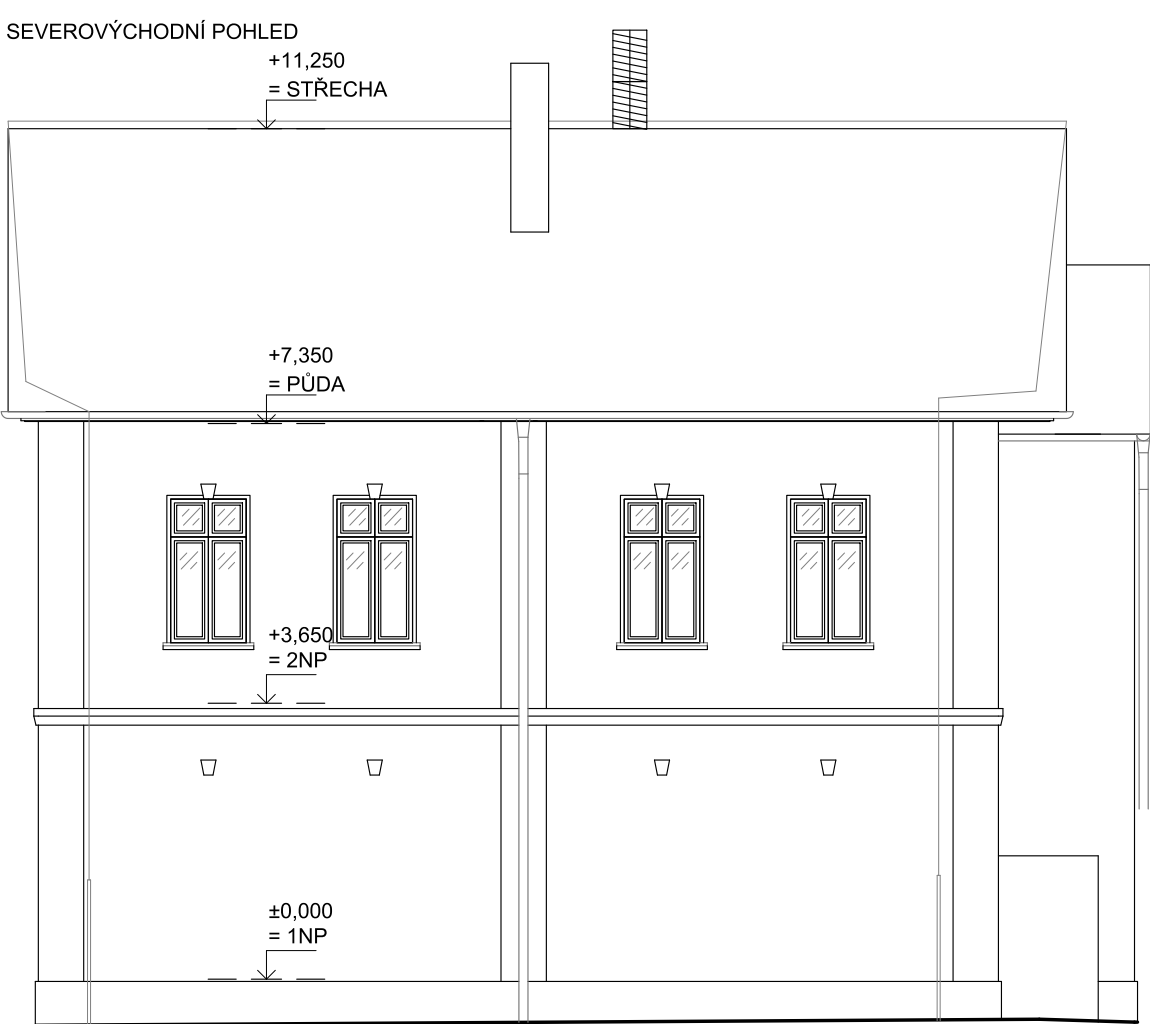 SEVEROVÝCHODNÍ POHLED
+11,250
= STŘECHA
+7,350
= PŮDA
+3,650
= 2NP
±0,000
= 1NP